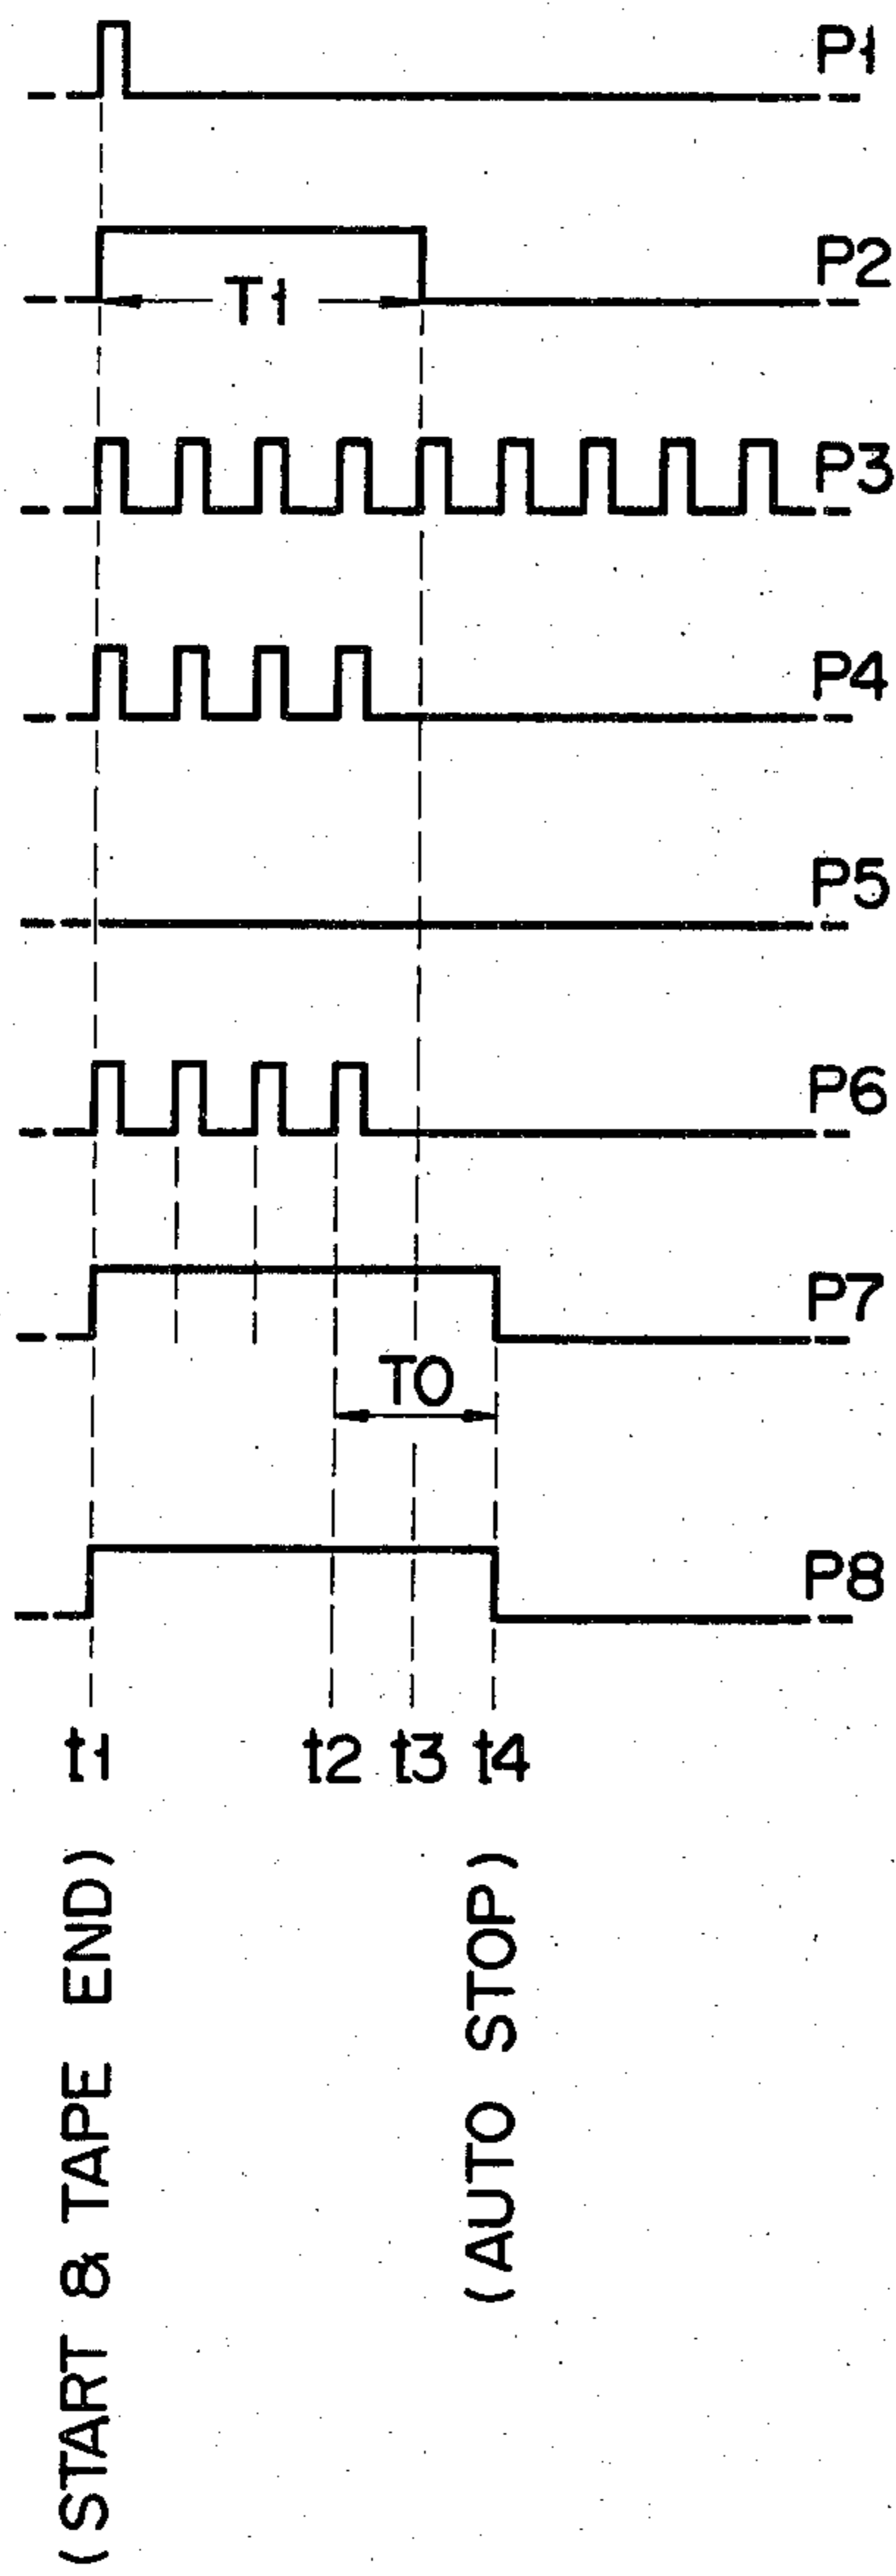 P1
P2
T1
P3
P4
P5
P6
P7
T0
P8
t1 t2 t3 t4
(START & TAPE END)
(AUTO STOP)